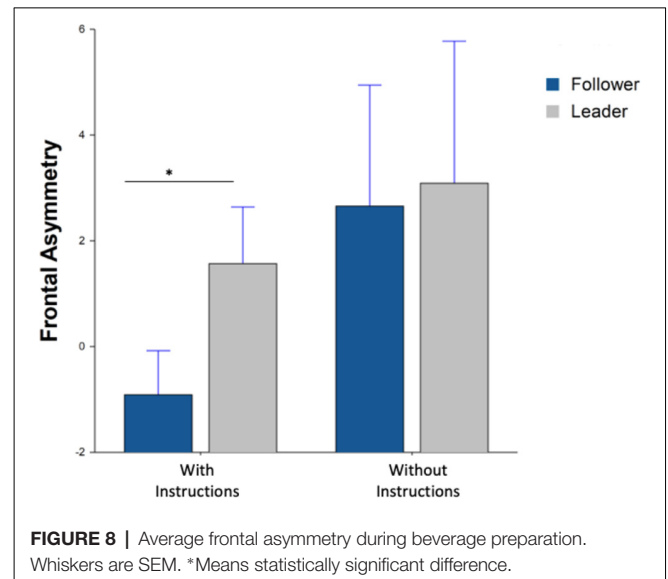 6
Follower
Leader
4
*
Frontal Asymmetry
2
0
-2
With Instructions
Without Instructions
FIGURE 8 | Average frontal asymmetry during beverage preparation.
Whiskers are SEM. *Means statistically significant difference.